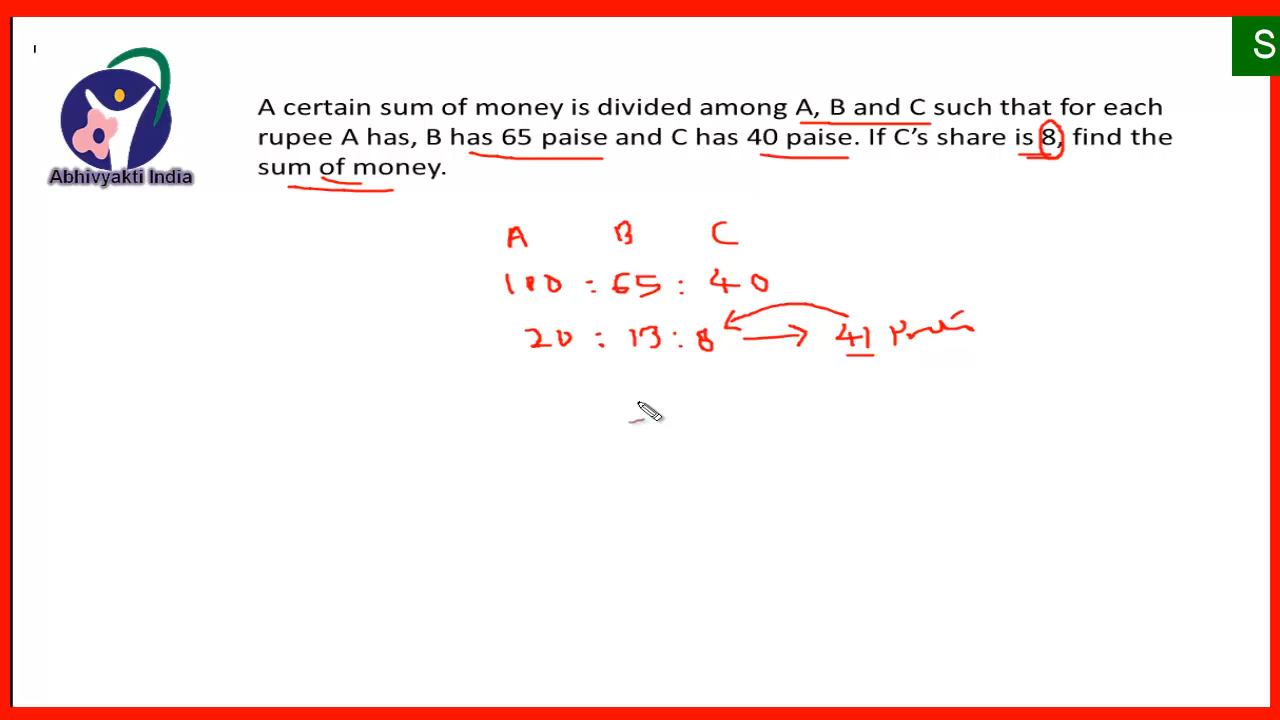 S
Abhivyakti India
A certain sum of money is divided among A, B and C such that for each
rupee A has, B has 65 paise and C has 40 paise. If C’s share is 8, find the
sum of money.
A B C
100 : 65 : 40
20 : 13 : 8 → 41